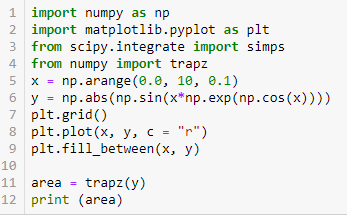 1 import numpy as np
2 import matplotlib.pyplot as plt
3 from scipy.integrate import simps
4 from numpy import trapz
5 x = np.arange(0.0, 10, 0.1)
6 y = np.abs(np.sin(x*np.exp(np.cos(x))))
7 plt.grid()
8 plt.plot(x, y, c = "r")
9 plt.fill_between(x, y)
10
11 area = trapz(y)
12 print (area)